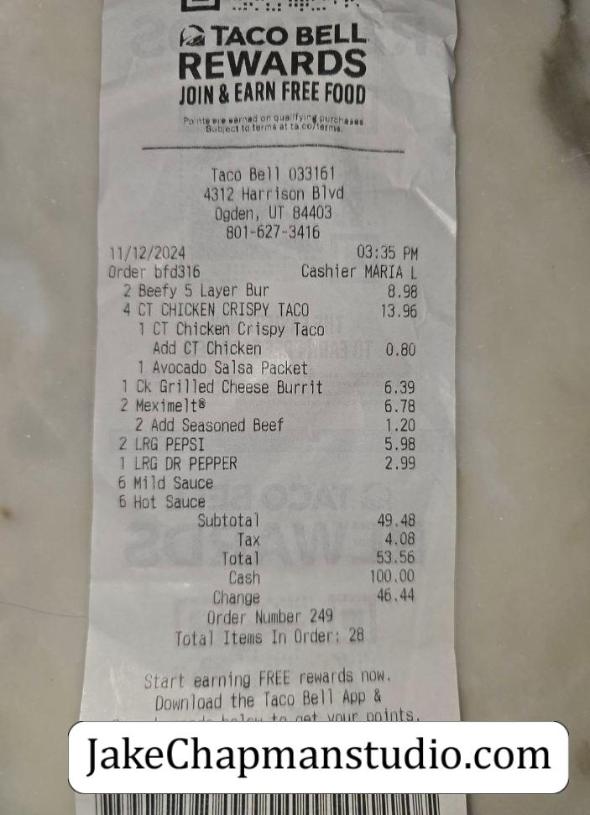 TACO BELL
REWARDS
JOIN & EARN FREE FOOD
Points are earned on qualifying purchases
Subject to terms at ta.co/terms.
Taco Bell 033161
4312 Harrison Blvd
Ogden, UT 84403
801-627-3416
11/12/2024 03:35 PM
Order bfd316 Cashier MARIA L
2 Beefy 5 Layer Bur 8.98
4 CT CHICKEN CRISPY TACO 13.96
1 CT Chicken Crispy Taco
Add CT Chicken 0.80
1 Avocado Salsa Packet
1 Ck Grilled Cheese Burrit 6.39
2 Meximelt® 6.78
2 Add Seasoned Beef 1.20
2 LRG PEPSI 5.98
1 LRG DR PEPPER 2.99
6 Mild Sauce
6 Hot Sauce
Subtotal 49.48
Tax 4.08
Total 53.56
Cash 100.00
Change 46.44
Order Number 249
Total Items In Order: 28
Start earning FREE rewards now.
Download the Taco Bell App &
below to get your points.
JakeChapmanstudio.com